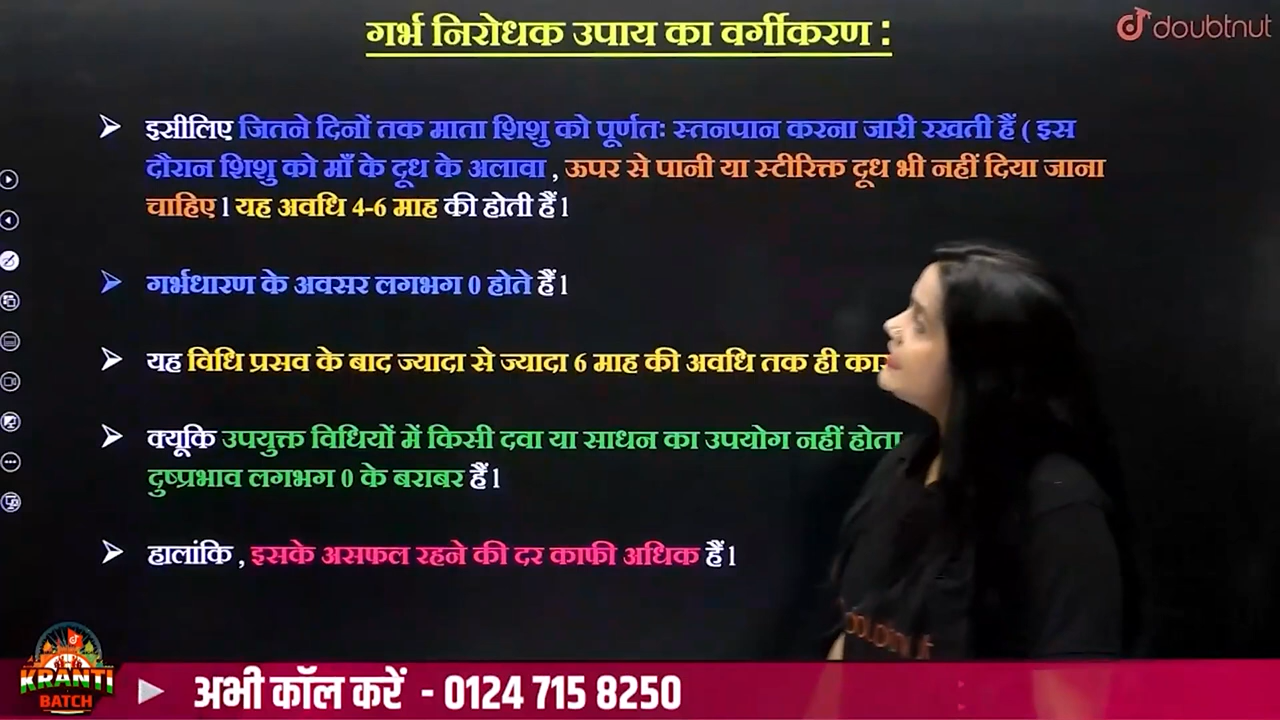 गर्भ निरोधक उपाय का वर्गीकरण :
doubtnut
इसीलिए जितने दिनों तक माता शिशु को पूर्णतः स्तनपान करना जारी रखती हैं ( इस
दौरान शिशु को माँ के दूध के अलावा , ऊपर से पानी या स्टीरिक्त दूध भी नहीं दिया जाना
चाहिए l यह अवधि 4-6 माह की होती हैं l
गर्भधारण के अवसर लगभग 0 होते हैं l
यह विधि प्रसव के बाद ज्यादा से ज्यादा 6 माह की अवधि तक ही
क्यूकि उपयुक्त विधियों में किसी दवा या साधन का उपयोग नहीं होता
दुष्प्रभाव लगभग 0 के बराबर हैं l
हालांकि , इसके असफल रहने की दर काफी अधिक हैं l
KRANTI
BATCH
अभी कॉल करें - 0124 715 8250